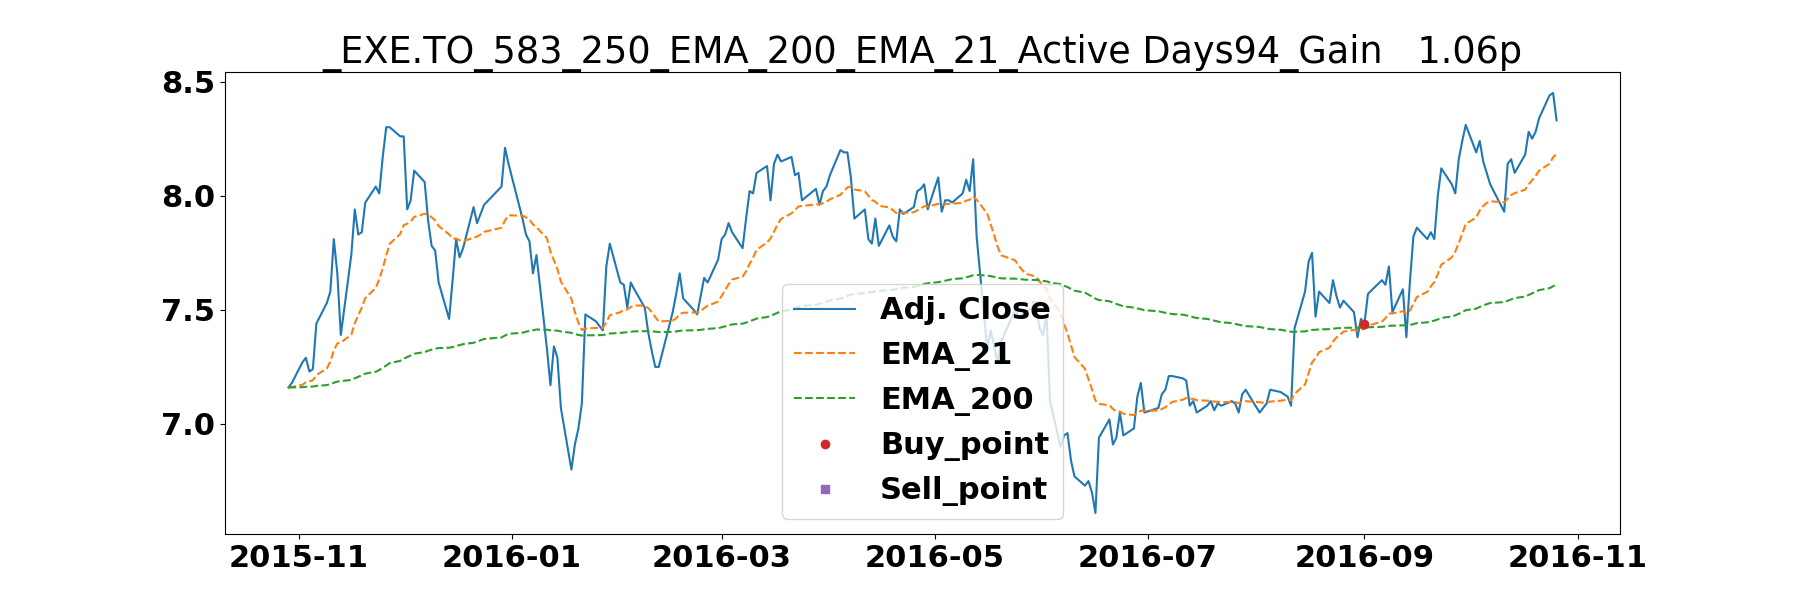 _EXE.TO_583_250_EMA_200_EMA_21_Active Days94_Gain   1.06p
8.5
8.0
7.5
7.0
Adj. Close
EMA_21
EMA_200
Buy_point
Sell_point
2015-11 2016-01 2016-03 2016-05 2016-07 2016-09 2016-11